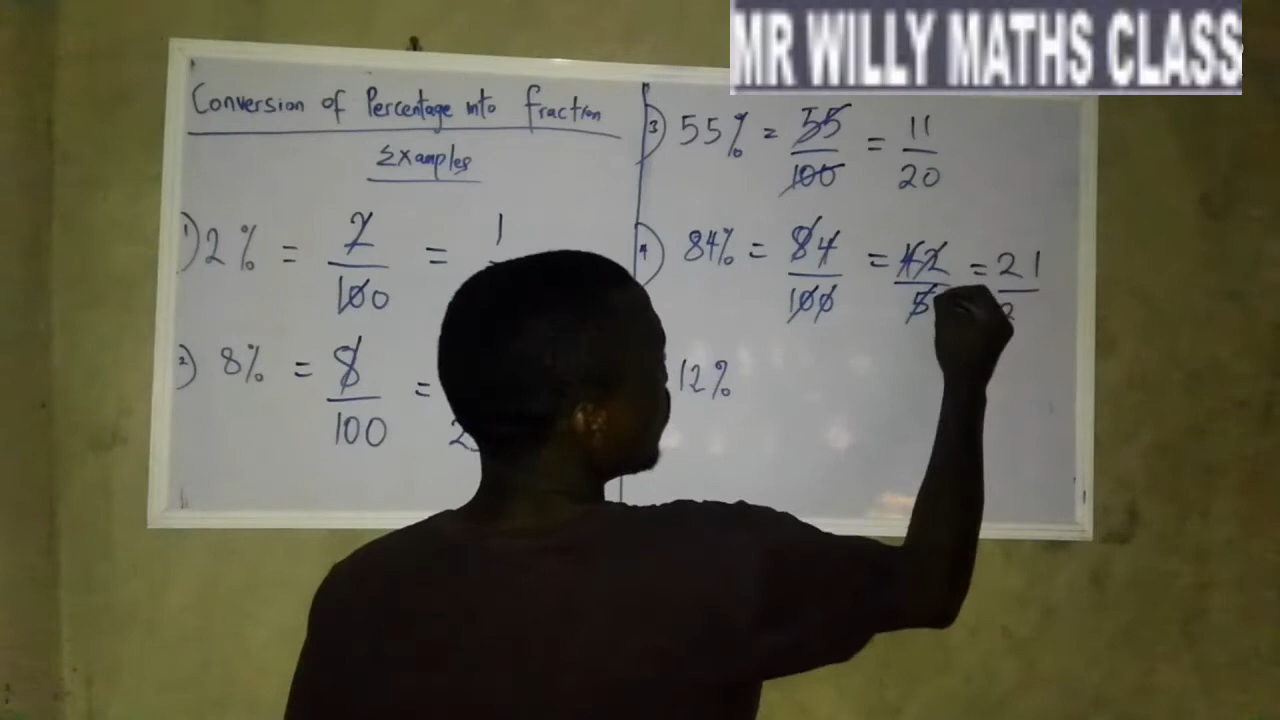 MR WILLY MATHS CLASS
Conversion of Percentage into fraction
Examples
1) 2% = 2/100 = 1
2) 8% = 8/100 =
3) 55% = 55/100 = 11/20
4) 84% = 84/100 = 42/5 = 21
12%